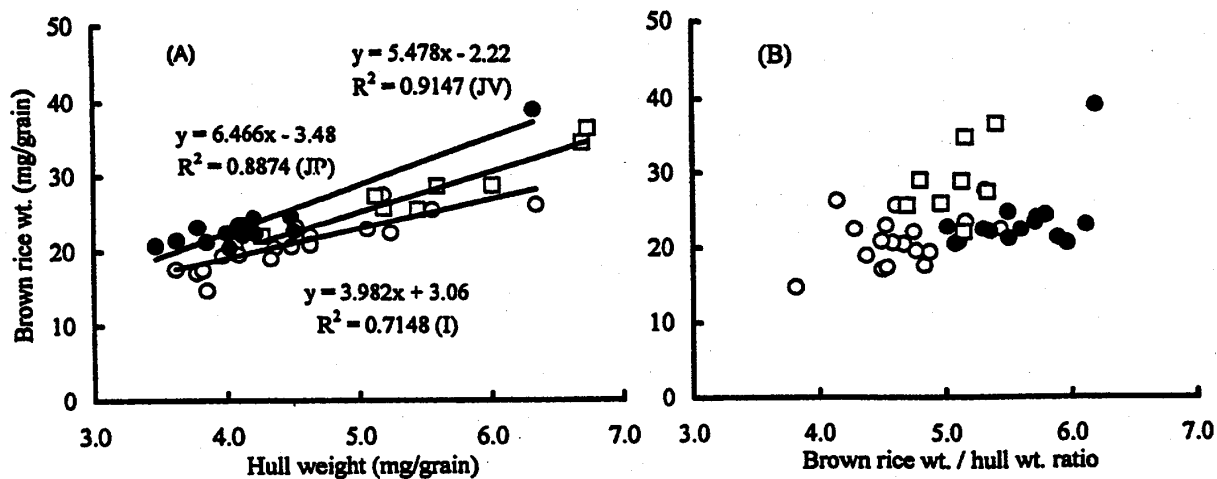 (A)
y = 5.478x - 2.22
R² = 0.9147 (JV)
y = 6.466x - 3.48
R² = 0.8874 (JP)
y = 3.982x + 3.06
R² = 0.7148 (I)
Brown rice wt. (mg/grain)
50
40
30
20
10
0
3.0 4.0 5.0 6.0 7.0
Hull weight (mg/grain)
(B)
50
40
30
20
10
0
3.0 4.0 5.0 6.0 7.0
Brown rice wt. / hull wt. ratio